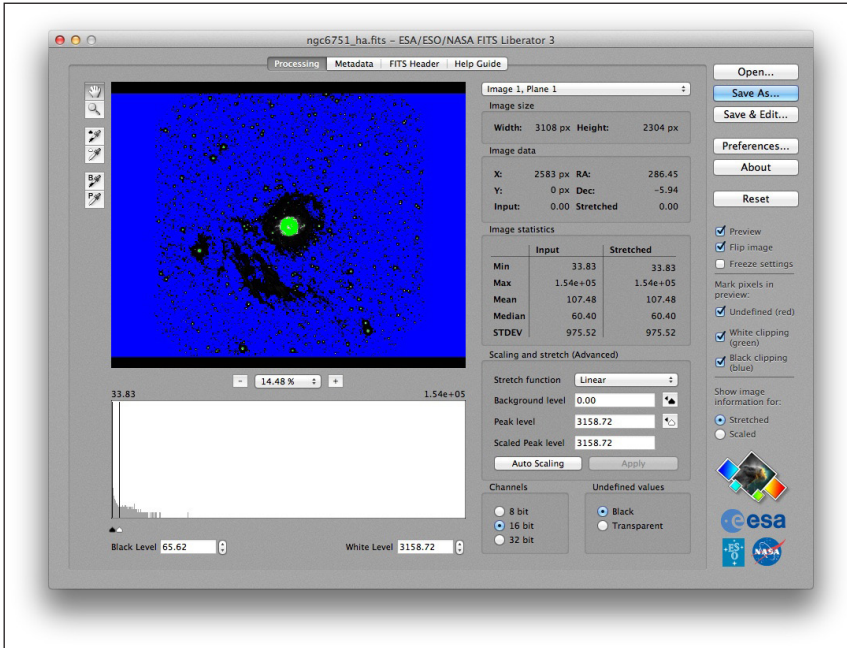 ngc6751_ha.fits – ESA/ESO/NASA FITS Liberator 3
Processing Metadata FITS Header Help Guide
B
P
14.48 %
33.83 1.54e+05
Black Level 65.62 White Level 3158.72
Image 1, Plane 1
Image size
Width: 3108 px Height: 2304 px
Image data
X: 2583 px RA: 286.45
Y: 0 px Dec: -5.94
Input: 0.00 Stretched 0.00
Image statistics
Input Stretched
Min 33.83 33.83
Max 1.54e+05 1.54e+05
Mean 107.48 107.48
Median 60.40 60.40
STDEV 975.52 975.52
Scaling and stretch (Advanced)
Stretch function Linear
Background level 0.00
Peak level 3158.72
Scaled Peak level 3158.72
Auto Scaling Apply
Channels
8 bit
16 bit
32 bit
Undefined values
Black
Transparent
Open...
Save As...
Save & Edit...
Preferences...
About
Reset
Preview
Flip image
Freeze settings
Mark pixels in
preview:
Undefined (red)
White clipping
(green)
Black clipping
(blue)
Show image
information for:
Stretched
Scaled
esa
ES
O
NASA